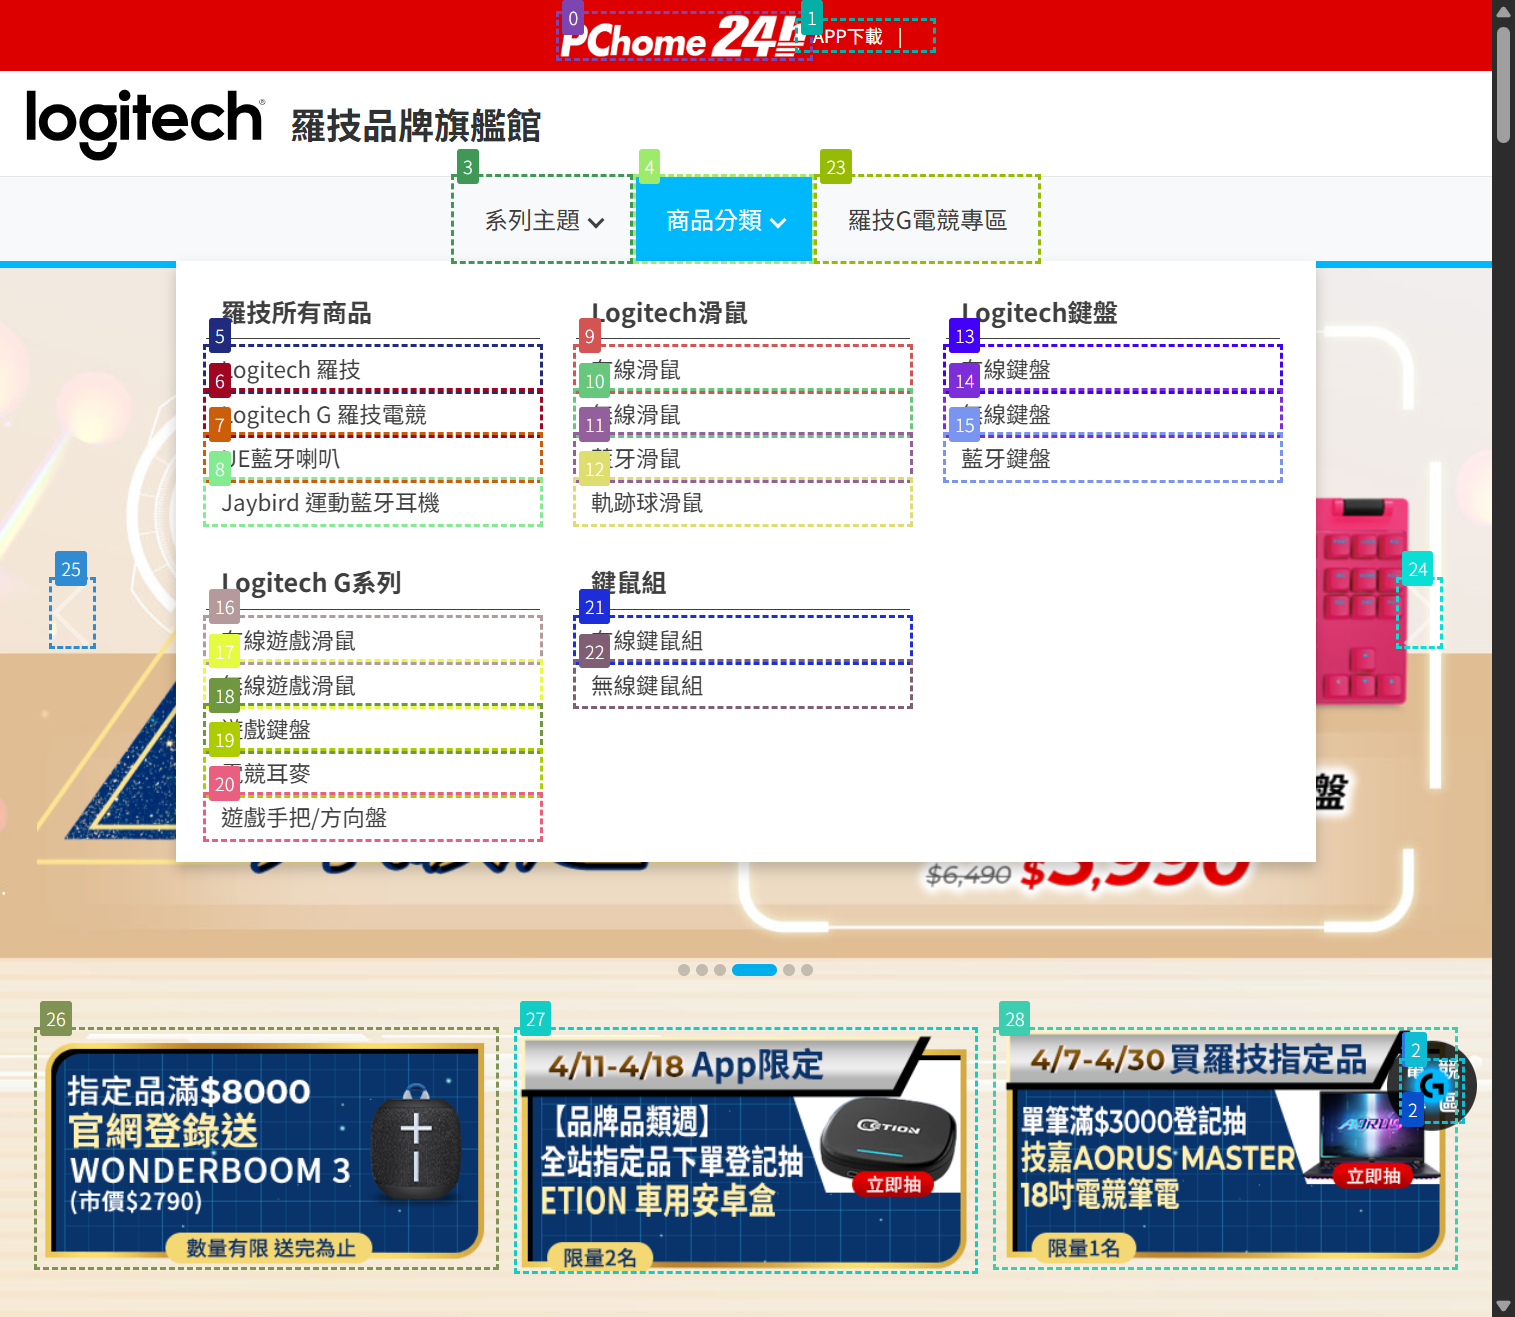 PChome 24h
APP下載 |
logitech
羅技品牌旗艦館
系列主題
商品分類
羅技G電競專區
羅技所有商品
Logitech 羅技
Logitech G 羅技電競
UE藍牙喇叭
Jaybird 運動藍牙耳機
Logitech滑鼠
有線滑鼠
無線滑鼠
藍牙滑鼠
軌跡球滑鼠
Logitech鍵盤
有線鍵盤
無線鍵盤
藍牙鍵盤
Logitech G系列
有線遊戲滑鼠
無線遊戲滑鼠
遊戲鍵盤
電競耳麥
遊戲手把/方向盤
鍵鼠組
有線鍵鼠組
無線鍵鼠組
盤
$6,490 $3,990
指定品滿$8000
官網登錄送
WONDERBOOM 3
(市價$2790)
數量有限 送完為止
4/11-4/18 App限定
【品牌品類週】
全站指定品下單登記抽
ETION 車用安卓盒
ETION
立即抽
限量2名
4/7-4/30 買羅技指定品
單筆滿$3000登記抽
技嘉AORUS MASTER
18吋電競筆電
AORUS
立即抽
限量1名
0
1
3
4
23
5
6
7
8
9
10
11
12
13
14
15
16
17
18
19
20
21
22
25
24
26
27
28
2
2